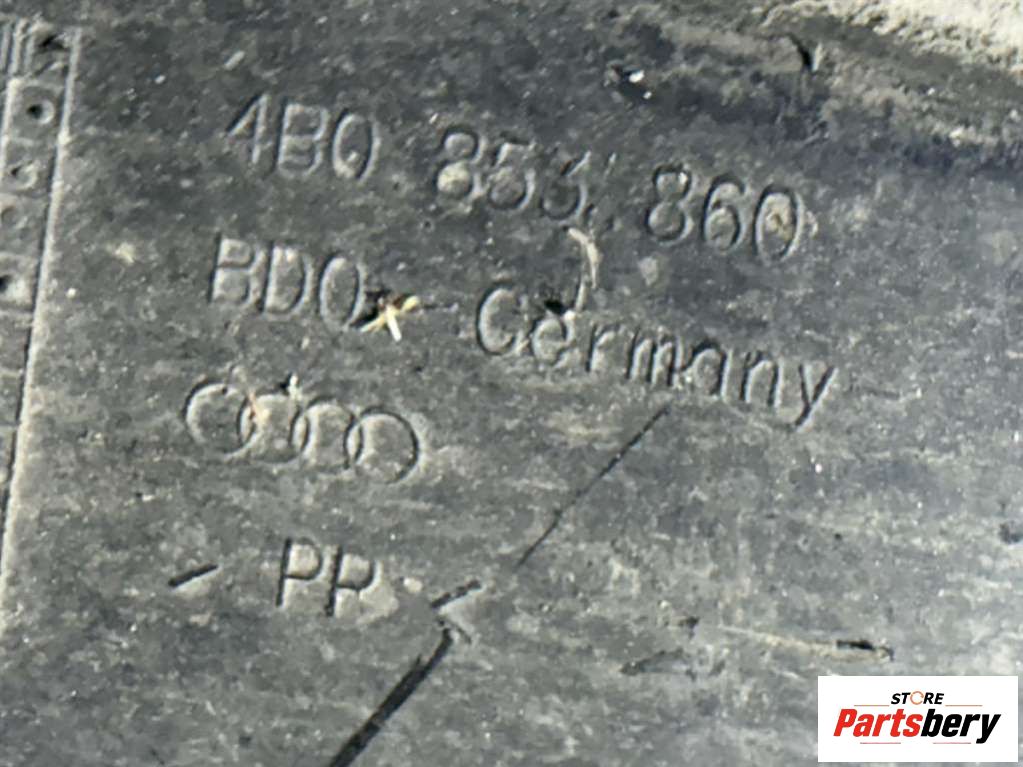 4B0 853 860
BDO - Germany
- PP -
STORE
Partsbery